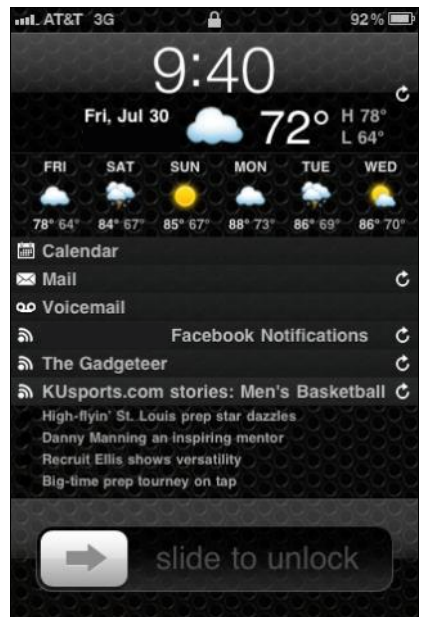 AT&T 3G 92%
9:40
Fri, Jul 30 72° H 78°
L 64°
FRI SAT SUN MON TUE WED
78° 64° 84° 67° 85° 67° 88° 73° 86° 69° 86° 70°
Calendar
Mail
Voicemail
Facebook Notifications
The Gadgeteer
KUsports.com stories: Men's Basketball
High-flyin' St. Louis prep star dazzles
Danny Manning an inspiring mentor
Recruit Ellis shows versatility
Big-time prep tourney on tap
slide to unlock